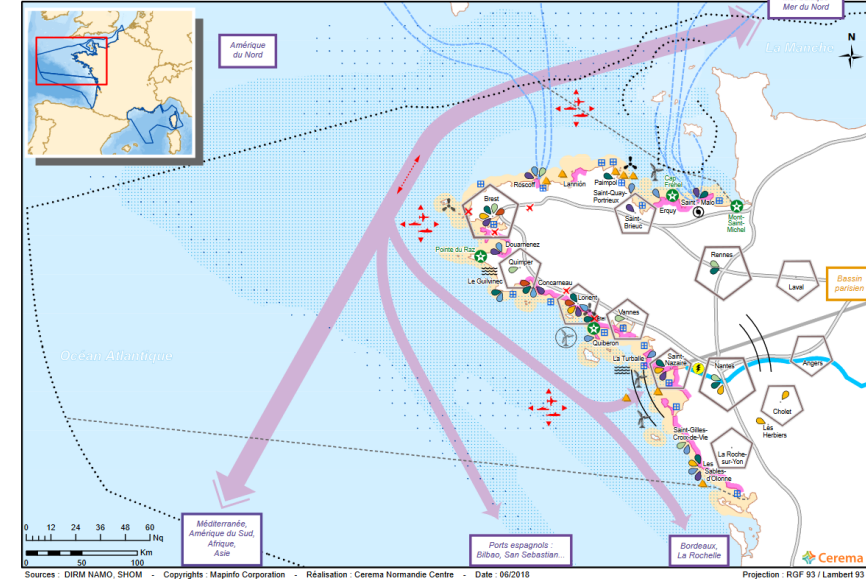 Mer du Nord
Amérique
du Nord
La Manche
N
Roscoff
Lannion
Paimpol
Saint-Quay-
Portrieux
Cap
Fréhel
Erquy
Saint-Malo
Mont-
Saint-
Michel
Brest
Saint-
Brieuc
Pointe du Raz
Douarnenez
Quimper
Rennes
Laval
Bassin
parisien
Le Guilvinec
Concarneau
Lorient
Vannes
Quiberon
Océan Atlantique
La Turballe
Saint-
Nazaire
Nantes
Angers
Cholet
Les
Herbiers
Saint-Gilles-
Croix-de-Vie
La Roche-
sur-Yon
Les
Sables-
d'Olonne
Méditerranée,
Amérique du Sud,
Afrique,
Asie
Ports espagnols :
Bilbao, San Sebastian...
Bordeaux,
La Rochelle
0 12 24 36 48 60
Nq
Km
0 50 100
Cerema
Sources : DIRM NAMO, SHOM - Copyrights : Mapinfo Corporation - Réalisation : Cerema Normandie Centre - Date : 06/2018
Projection : RGF 93 / Lambert 93